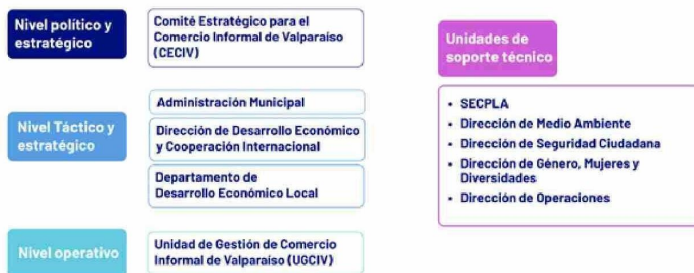 Nivel político y
estratégico
Comité Estratégico para el
Comercio Informal de Valparaíso
(CECIV)
Nivel Táctico y
estratégico
Administración Municipal
Dirección de Desarrollo Económico
y Cooperación Internacional
Departamento de
Desarrollo Económico Local
Nivel operativo
Unidad de Gestión de Comercio
Informal de Valparaíso (UGCIV)
Unidades de
soporte técnico
• SECPLA
• Dirección de Medio Ambiente
• Dirección de Seguridad Ciudadana
• Dirección de Género, Mujeres y
Diversidades
• Dirección de Operaciones